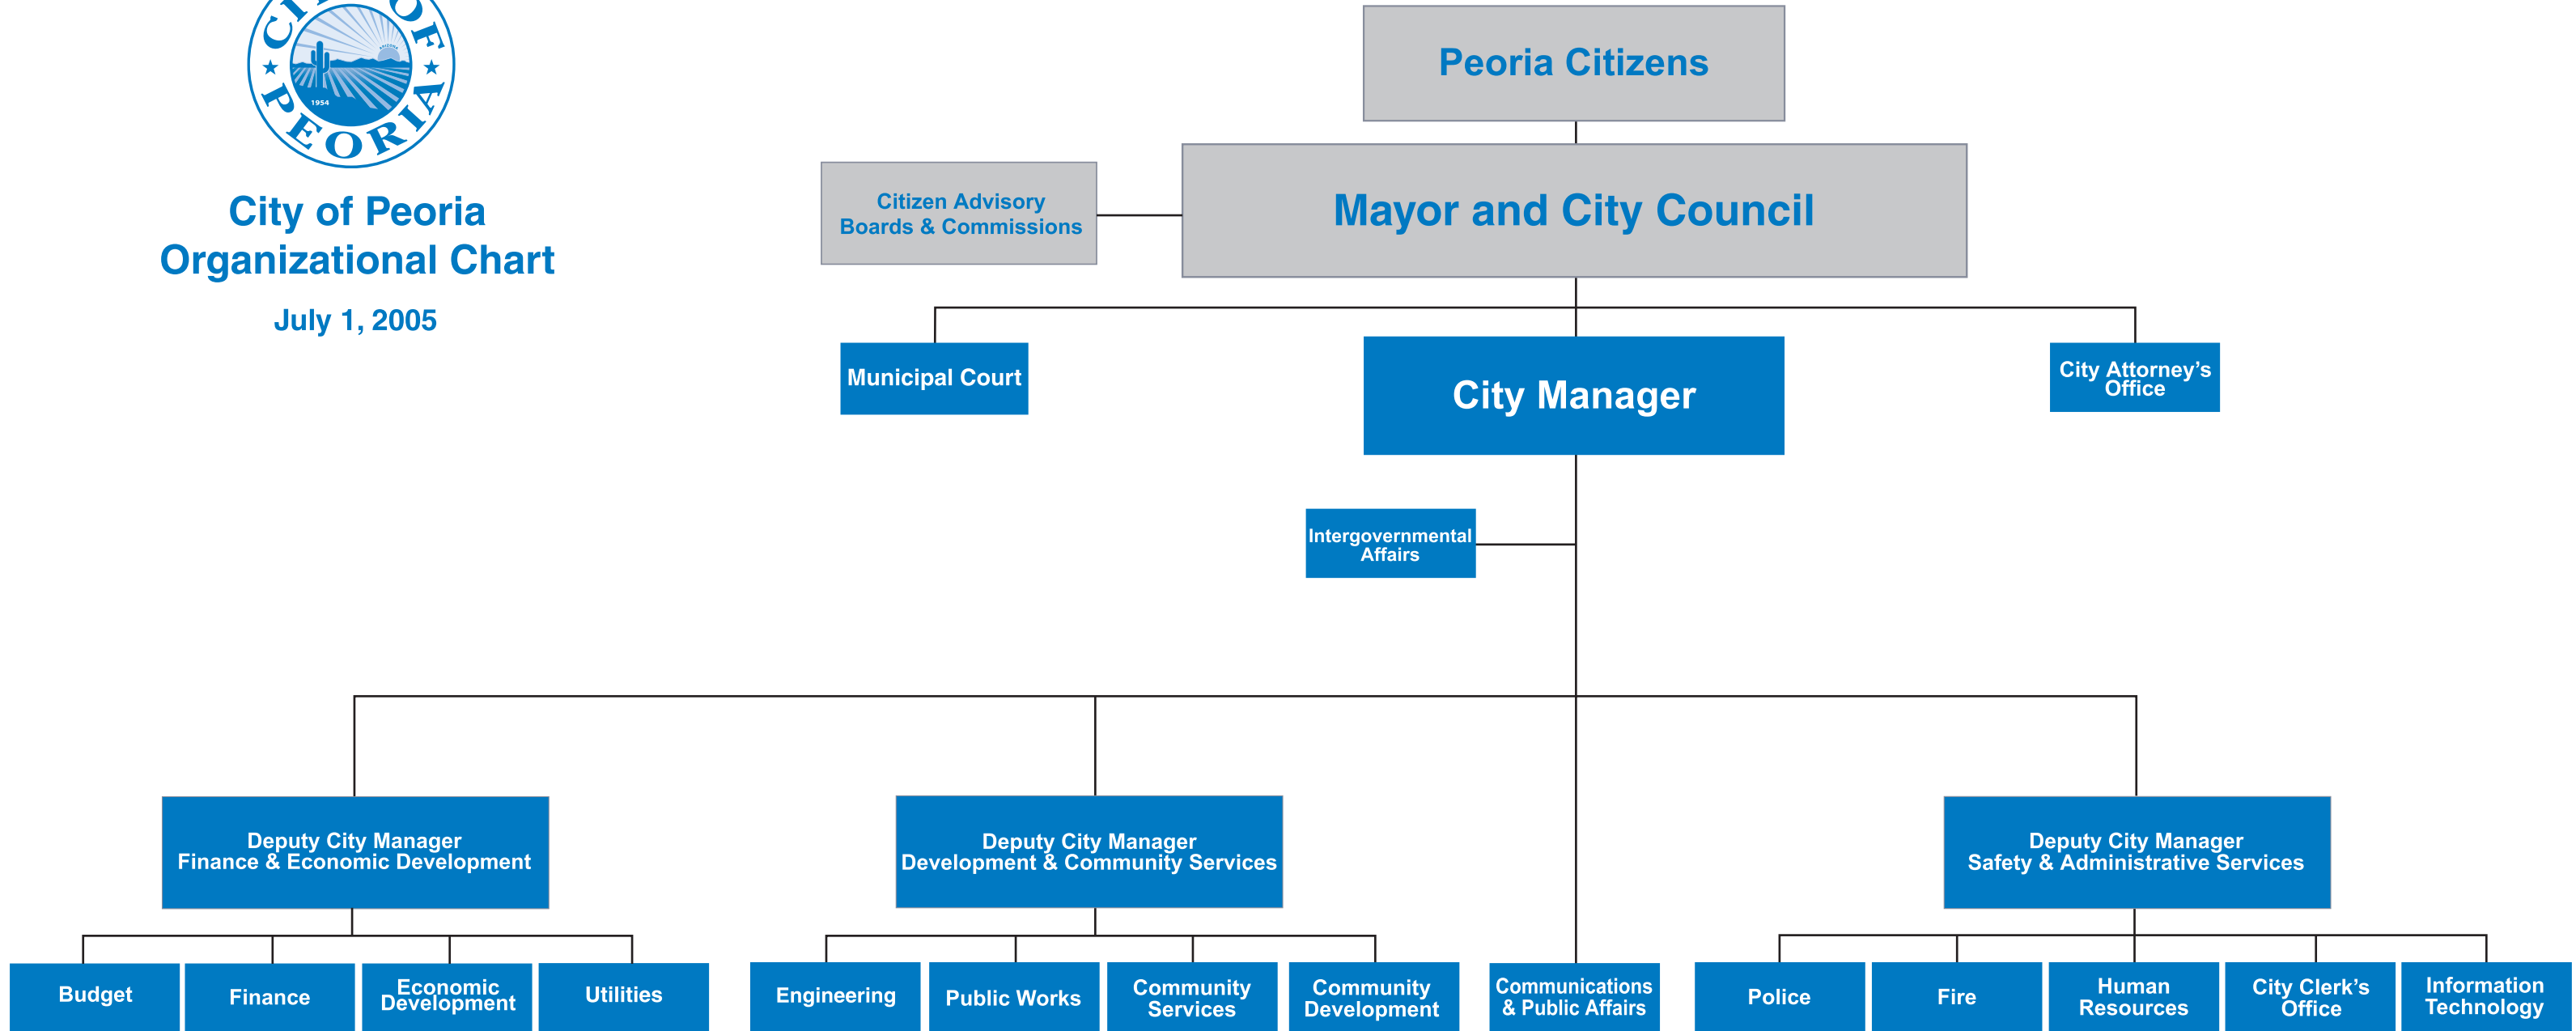 CITY OF
PEORIA
ARIZONA
1954
City of Peoria
Organizational Chart
July 1, 2005
Peoria Citizens
Citizen Advisory
Boards & Commissions
Mayor and City Council
Municipal Court
City Manager
City Attorney’s
Office
Intergovernmental
Affairs
Deputy City Manager
Finance & Economic Development
Deputy City Manager
Development & Community Services
Deputy City Manager
Safety & Administrative Services
Budget
Finance
Economic
Development
Utilities
Engineering
Public Works
Community
Services
Community
Development
Communications
& Public Affairs
Police
Fire
Human
Resources
City Clerk’s
Office
Information
Technology